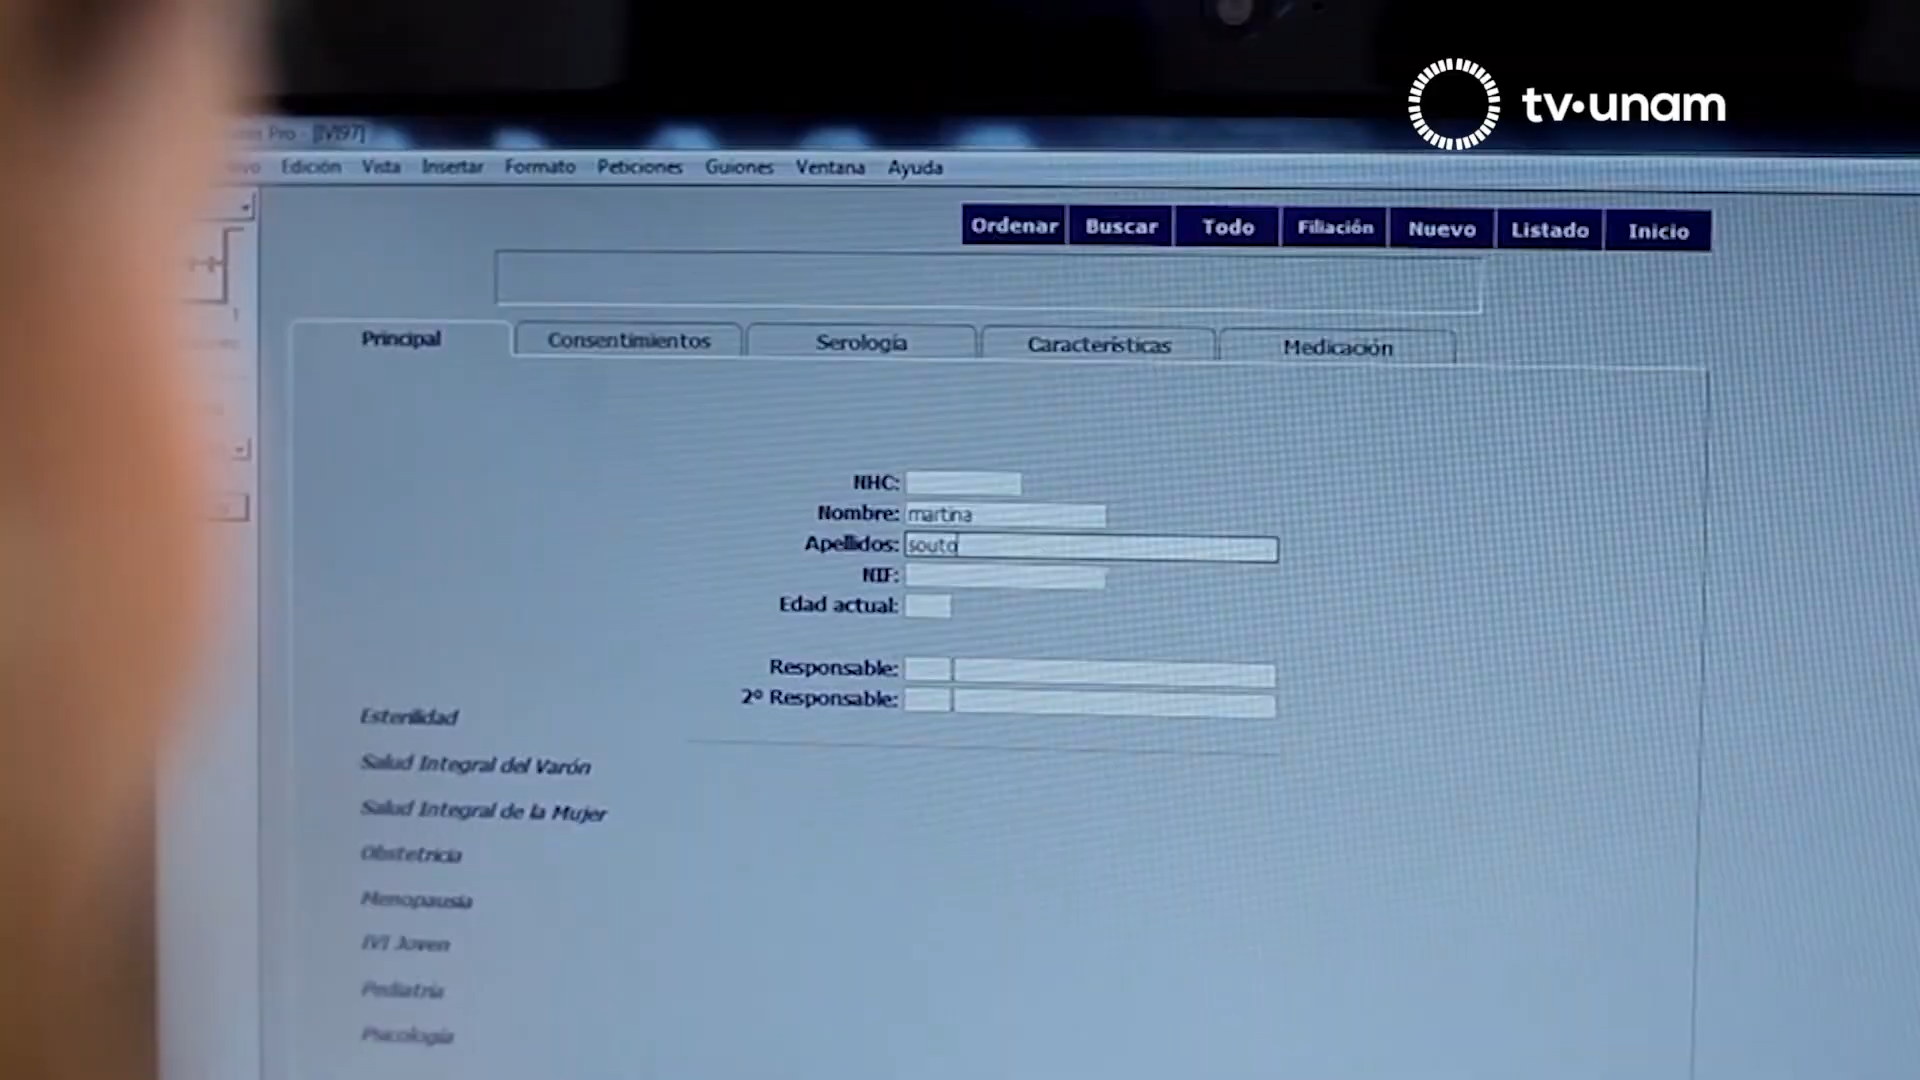 tv·unam
Pro - [IVI97]
Edición Vista Insertar Formato Peticiones Guiones Ventana Ayuda
Ordenar Buscar Todo Filiación Nuevo Listado Inicio
Principal Consentimientos Serología Características Medicación
NHC:
Nombre: martina
Apellidos: souto
NIF:
Edad actual:
Responsable:
2º Responsable:
Esterilidad
Salud Integral del Varón
Salud Integral de la Mujer
Obstetricia
Menopausia
IVI Joven
Pediatría
Psicología